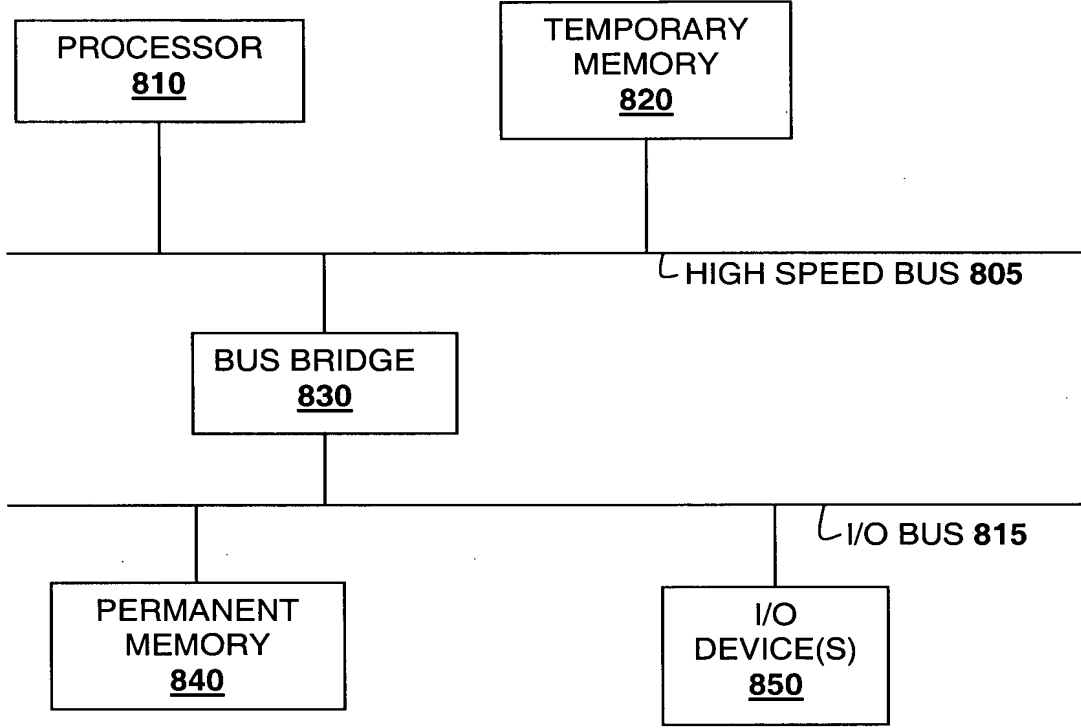 PROCESSOR
810
TEMPORARY
MEMORY
820
HIGH SPEED BUS 805
BUS BRIDGE
830
I/O BUS 815
PERMANENT
MEMORY
840
I/O
DEVICE(S)
850